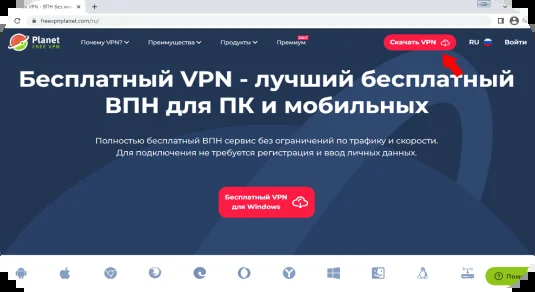 Planet VPN - ВПН без
freevpnplanet.com/ru/
Planet
FREE VPN
Почему VPN?
Преимущества
Продукты
Премиум
SALE
Скачать VPN
RU
Войти
Бесплатный VPN - лучший бесплатный
ВПН для ПК и мобильных
Полностью бесплатный ВПН сервис без ограничений по трафику и скорости.
Для подключения не требуется регистрация и ввод личных данных.
Бесплатный VPN
для Windows